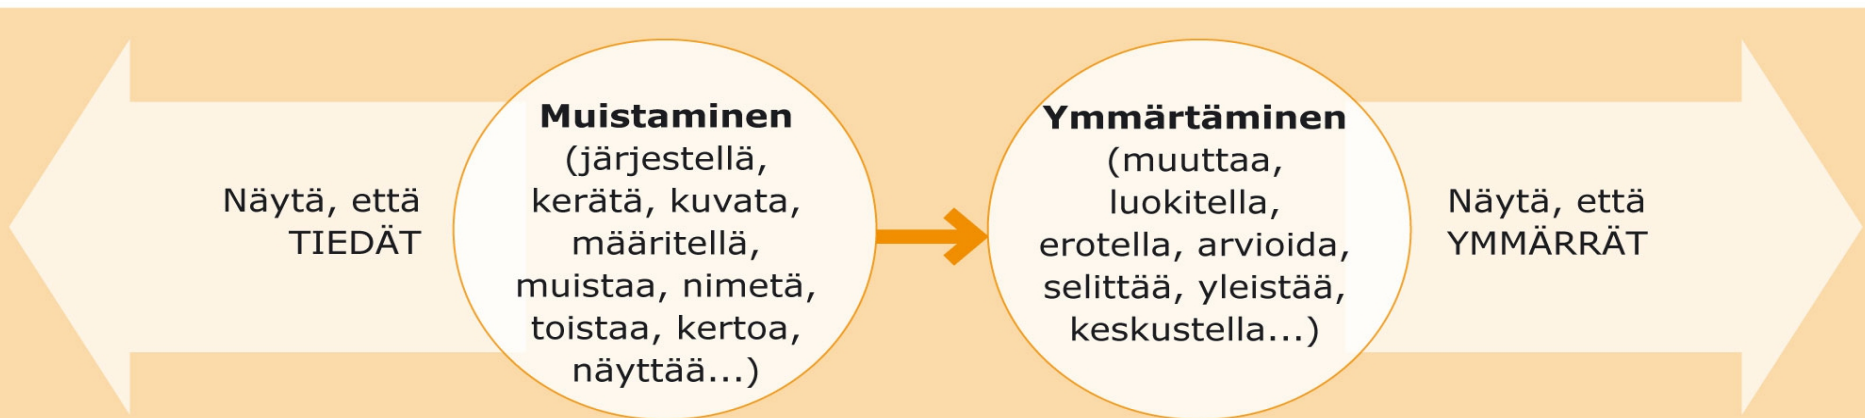 Näytä, että
TIEDÄT
Muistaminen
(järjestellä,
kerätä, kuvata,
määritellä,
muistaa, nimetä,
toistaa, kertoa,
näyttää...)
Ymmärtäminen
(muuttaa,
luokitella,
erotella, arvioida,
selittää, yleistää,
keskustella...)
Näytä, että
YMMÄRRÄT